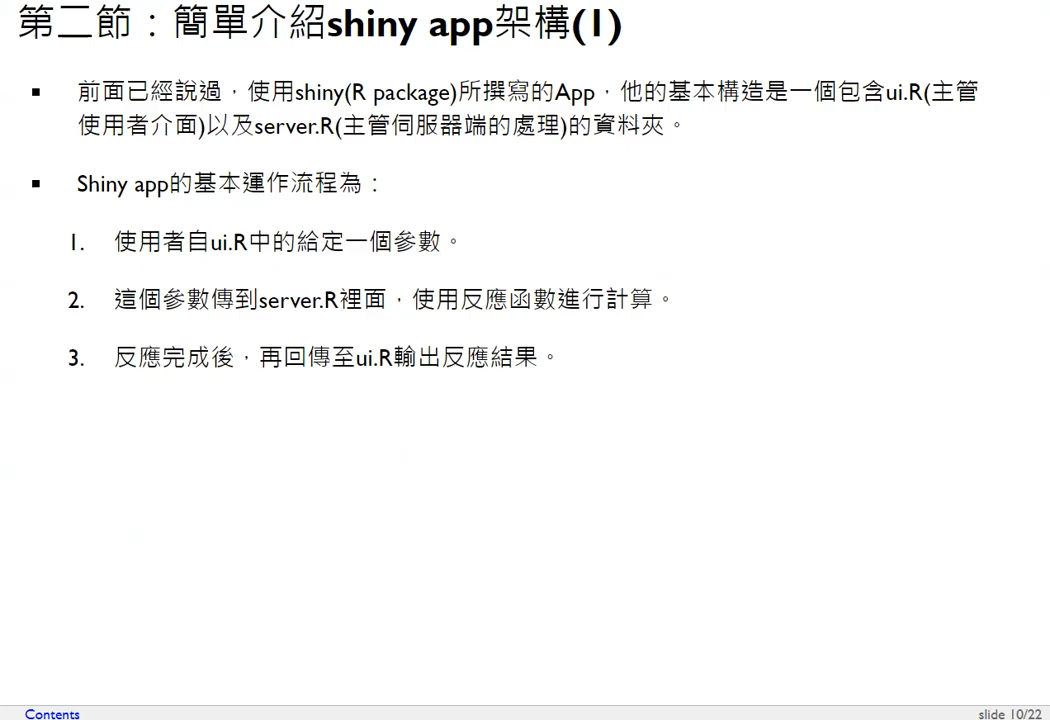 第二節：簡單介紹shiny app架構(1)
▪ 前面已經說過，使用shiny(R package)所撰寫的App，他的基本構造是一個包含ui.R(主管
使用者介面)以及server.R(主管伺服器端的處理)的資料夾。
▪ Shiny app的基本運作流程為：
1. 使用者自ui.R中的給定一個參數。
2. 這個參數傳到server.R裡面，使用反應函數進行計算。
3. 反應完成後，再回傳至ui.R輸出反應結果。
Contents slide 10/22